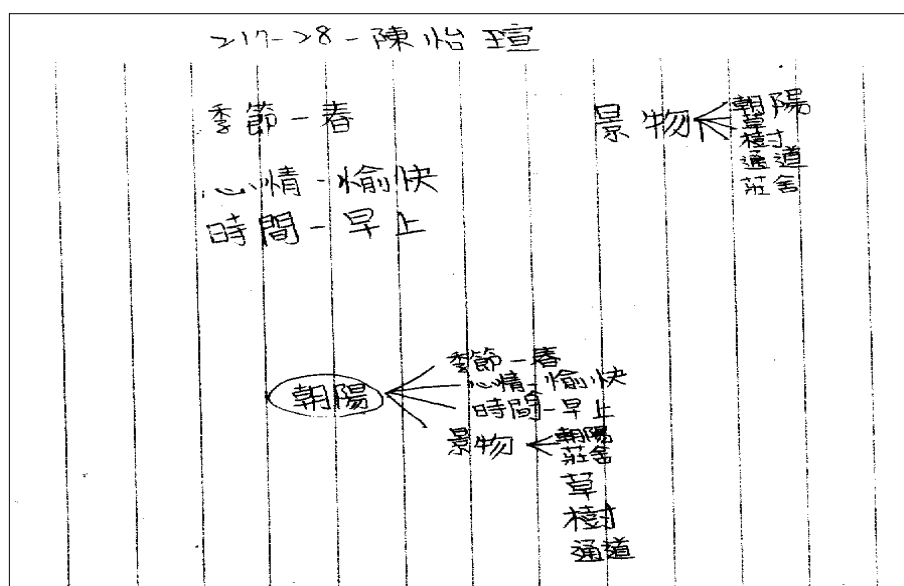 217-28-陳怡瑄
季節-春
心情-愉快
時間-早上
景物
朝陽
草
樹
通道
莊舍
朝陽
季節-春
心情-愉快
時間-早上
景物
朝陽
莊舍
草
樹
通道